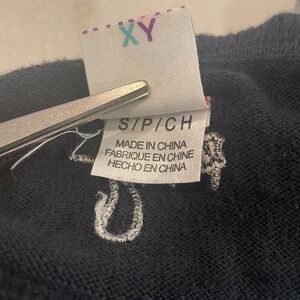 XY
S/P/CH
MADE IN CHINA
FABRIQUE EN CHINE
HECHO EN CHINA